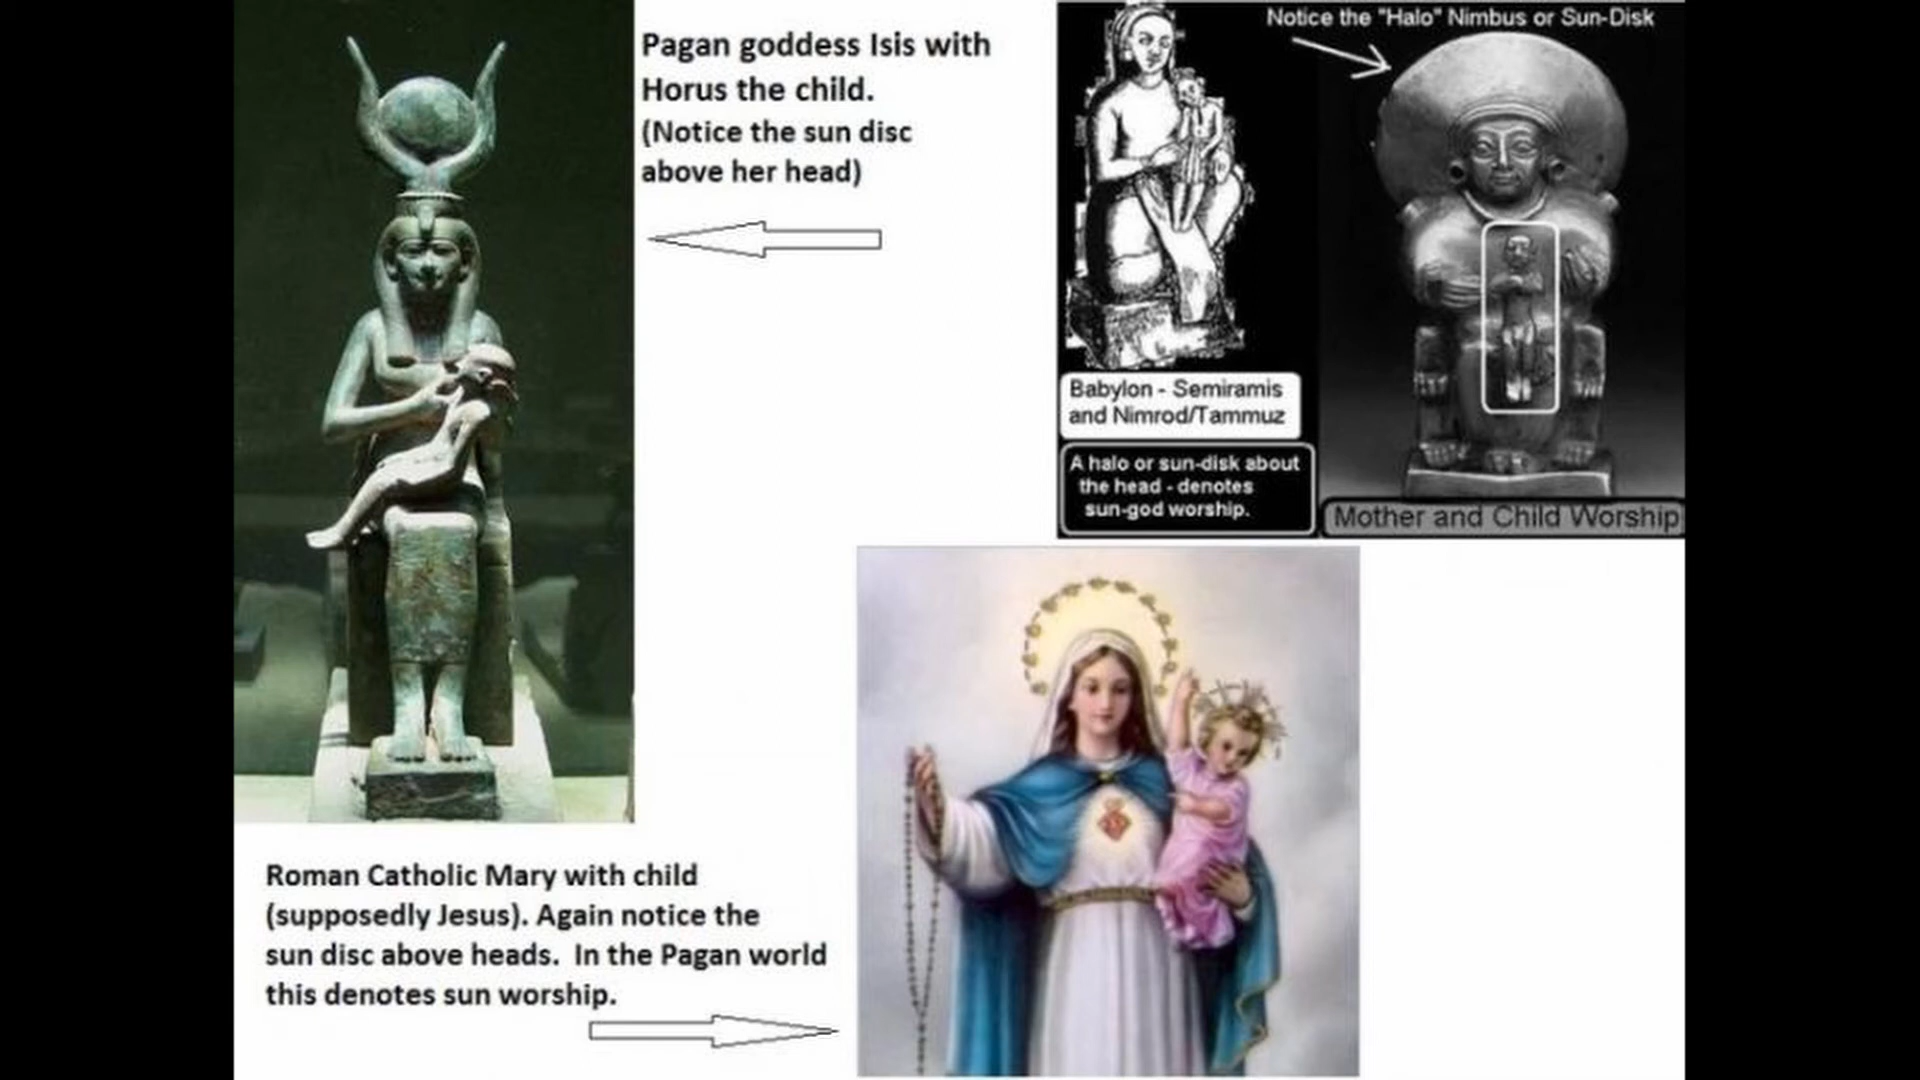 Pagan goddess Isis with
Horus the child.
(Notice the sun disc
above her head)
Notice the "Halo" Nimbus or Sun-Disk
Babylon - Semiramis
and Nimrod/Tammuz
A halo or sun-disk about
the head - denotes
sun-god worship.
Mother and Child Worship
Roman Catholic Mary with child
(supposedly Jesus). Again notice the
sun disc above heads. In the Pagan world
this denotes sun worship.